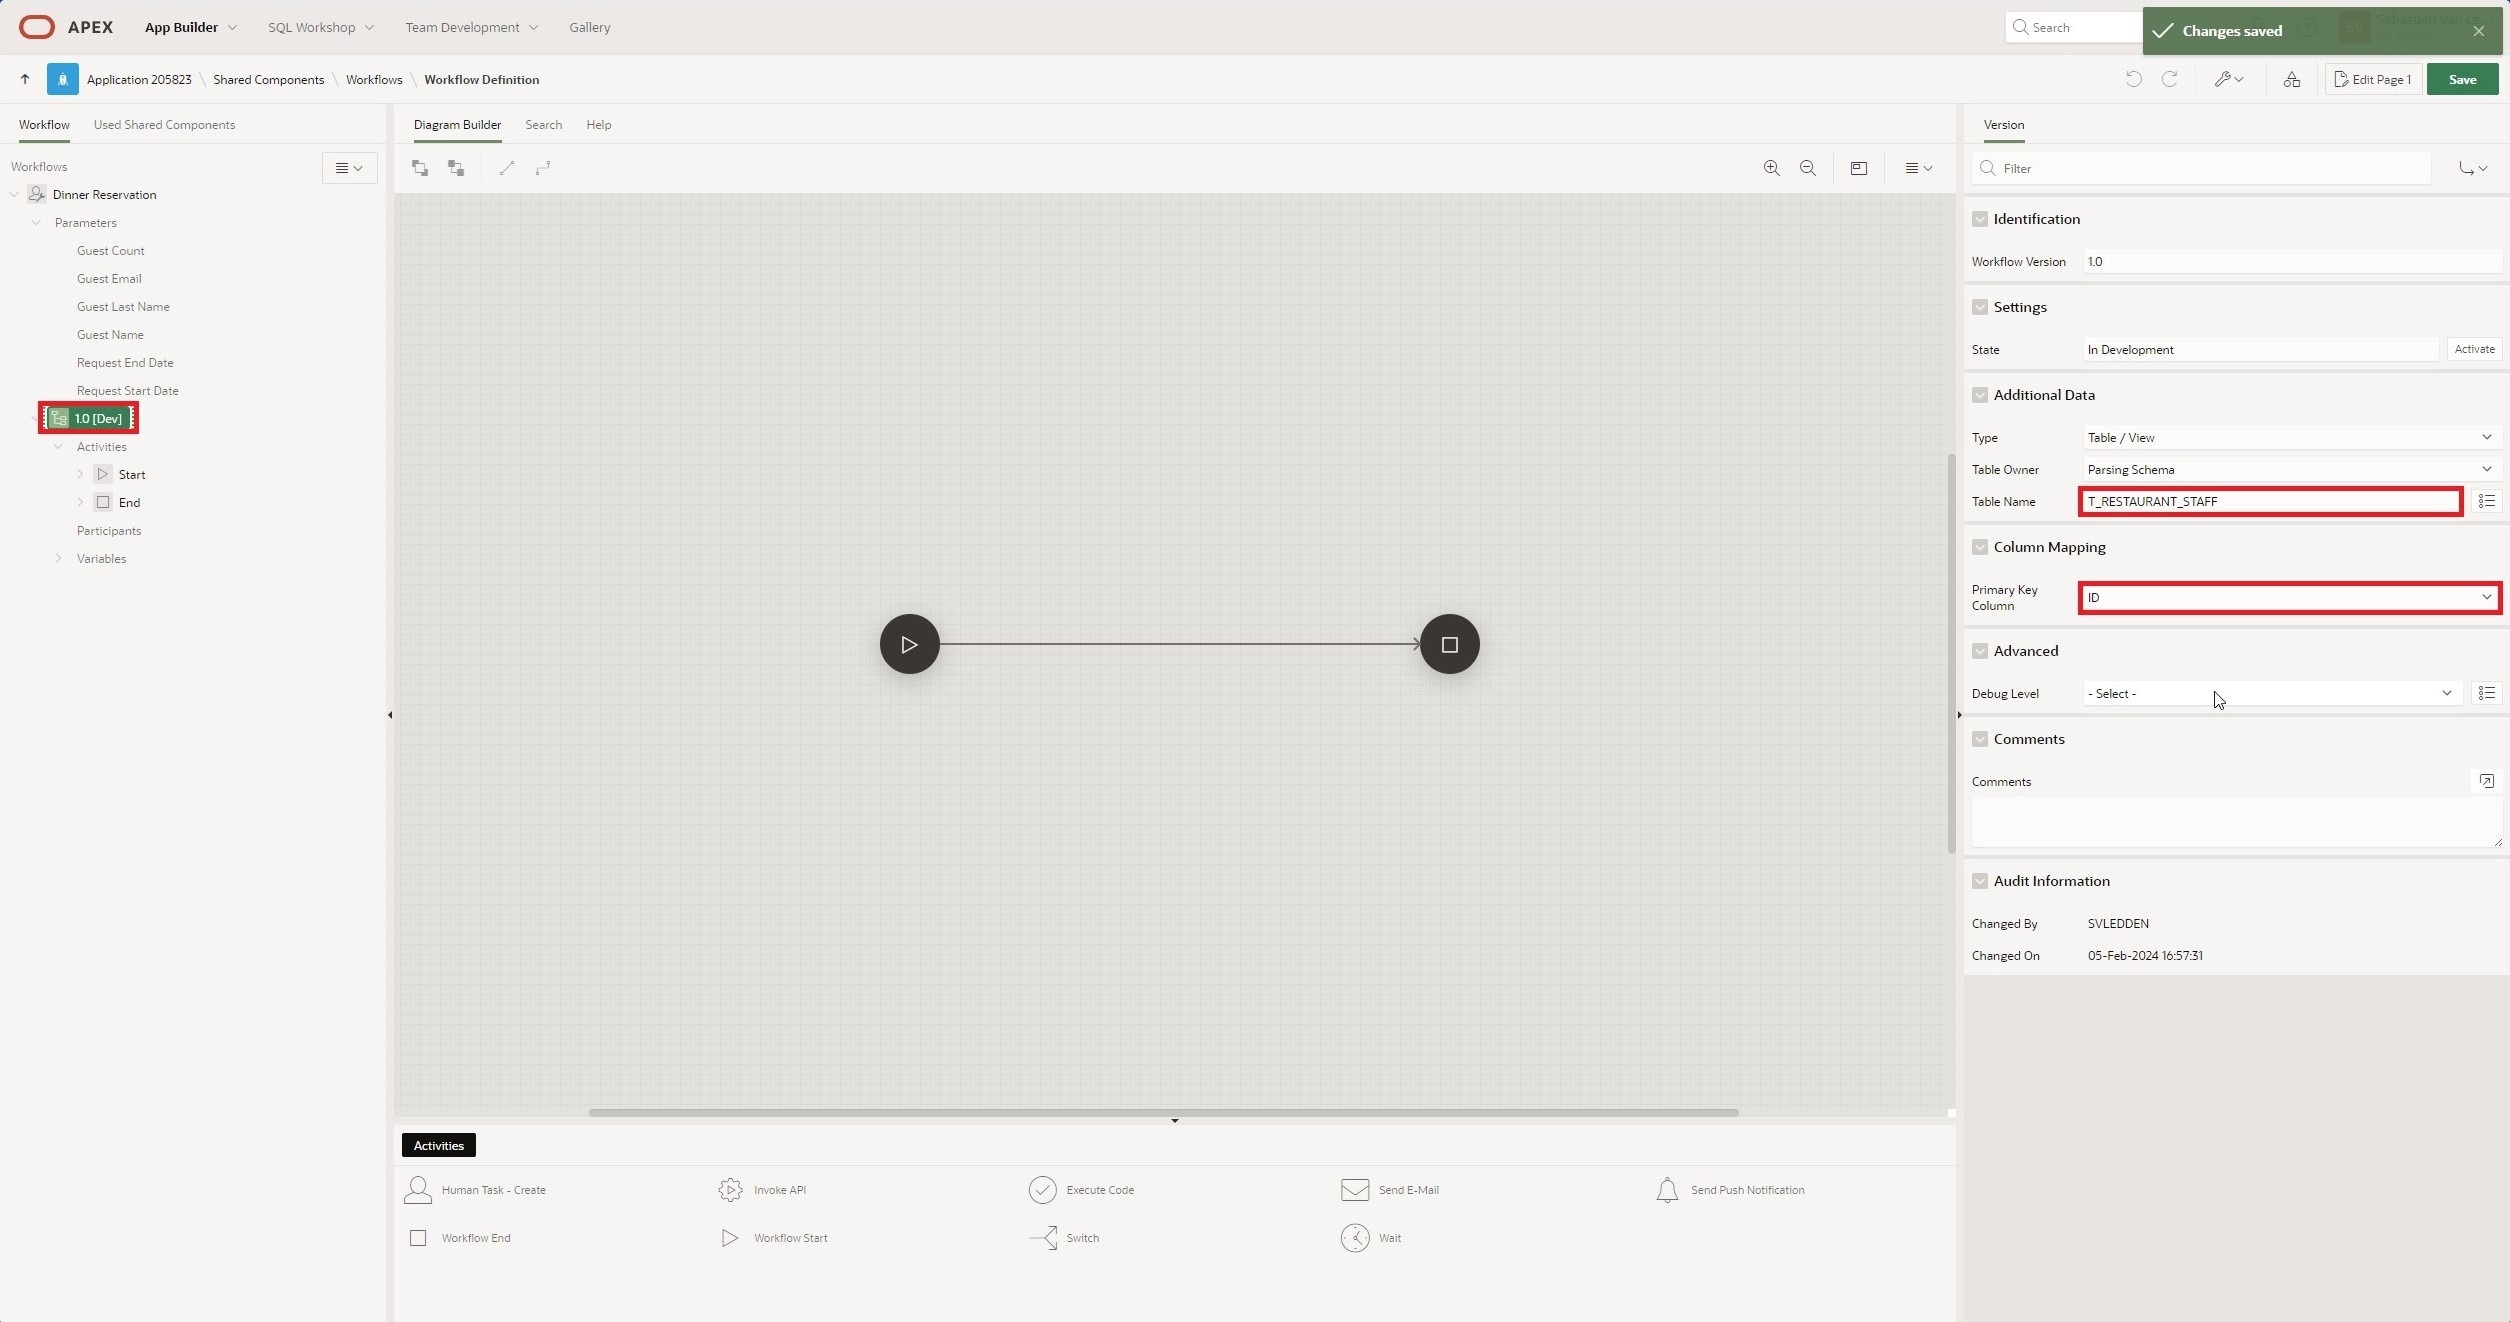 APEX App Builder SQL Workshop Team Development Gallery Search Changes saved
Application 205823 \ Shared Components \ Workflows \ Workflow Definition Edit Page 1 Save
Workflow Used Shared Components
Workflows
Dinner Reservation
Parameters
Guest Count
Guest Email
Guest Last Name
Guest Name
Request End Date
Request Start Date
1.0 [Dev]
Activities
Start
End
Participants
Variables
Diagram Builder Search Help
Activities
Human Task - Create Invoke API Execute Code Send E-Mail Send Push Notification
Workflow End Workflow Start Switch Wait
Version
Filter
Identification
Workflow Version 1.0
Settings
State In Development Activate
Additional Data
Type Table / View
Table Owner Parsing Schema
Table Name T_RESTAURANT_STAFF
Column Mapping
Primary Key
Column ID
Advanced
Debug Level - Select -
Comments
Comments
Audit Information
Changed By SVLEDDEN
Changed On 05-Feb-2024 16:57:31